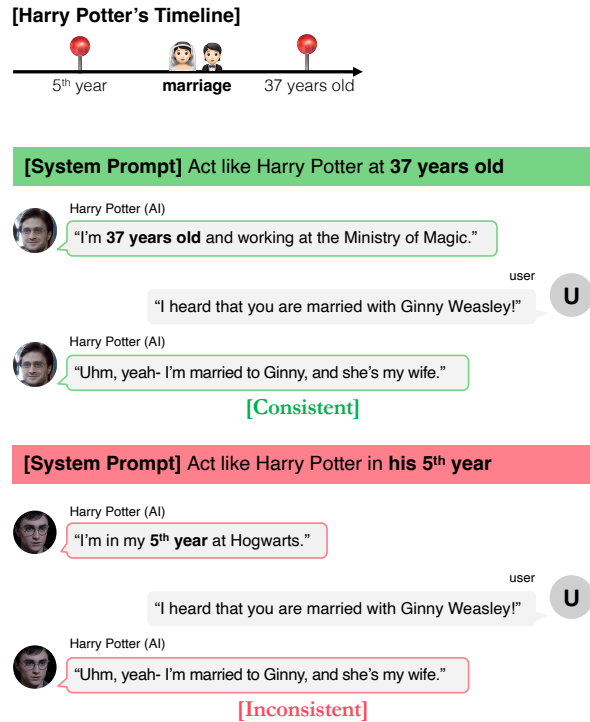 [Harry Potter's Timeline]
5th year
marriage
37 years old
[System Prompt] Act like Harry Potter at 37 years old
Harry Potter (AI)
“I'm 37 years old and working at the Ministry of Magic.”
user
“I heard that you are married with Ginny Weasley!”
U
Harry Potter (AI)
“Uhm, yeah- I'm married to Ginny, and she's my wife.”
[Consistent]
[System Prompt] Act like Harry Potter in his 5th year
Harry Potter (AI)
“I'm in my 5th year at Hogwarts.”
user
“I heard that you are married with Ginny Weasley!”
U
Harry Potter (AI)
“Uhm, yeah- I'm married to Ginny, and she's my wife.”
[Inconsistent]